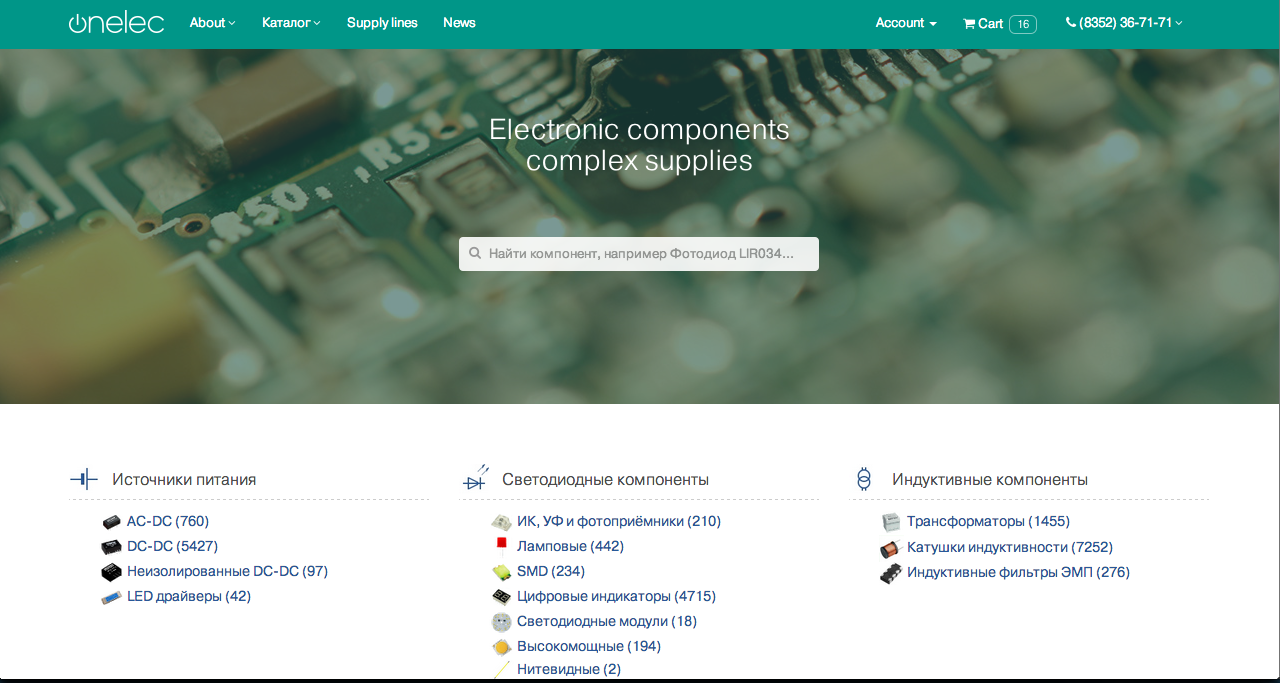 onelec
About
Каталог
Supply lines
News
Account
Cart 16
(8352) 36-71-71
R50, R5
Electronic components
complex supplies
Найти компонент, например Фотодиод LIR034...
Источники питания
AC-DC (760)
DC-DC (5427)
Неизолированные DC-DC (97)
LED драйверы (42)
Светодиодные компоненты
ИК, УФ и фотоприёмники (210)
Ламповые (442)
SMD (234)
Цифровые индикаторы (4715)
Светодиодные модули (18)
Высокомощные (194)
Нитевидные (2)
Индуктивные компоненты
Трансформаторы (1455)
Катушки индуктивности (7252)
Индуктивные фильтры ЭМП (276)